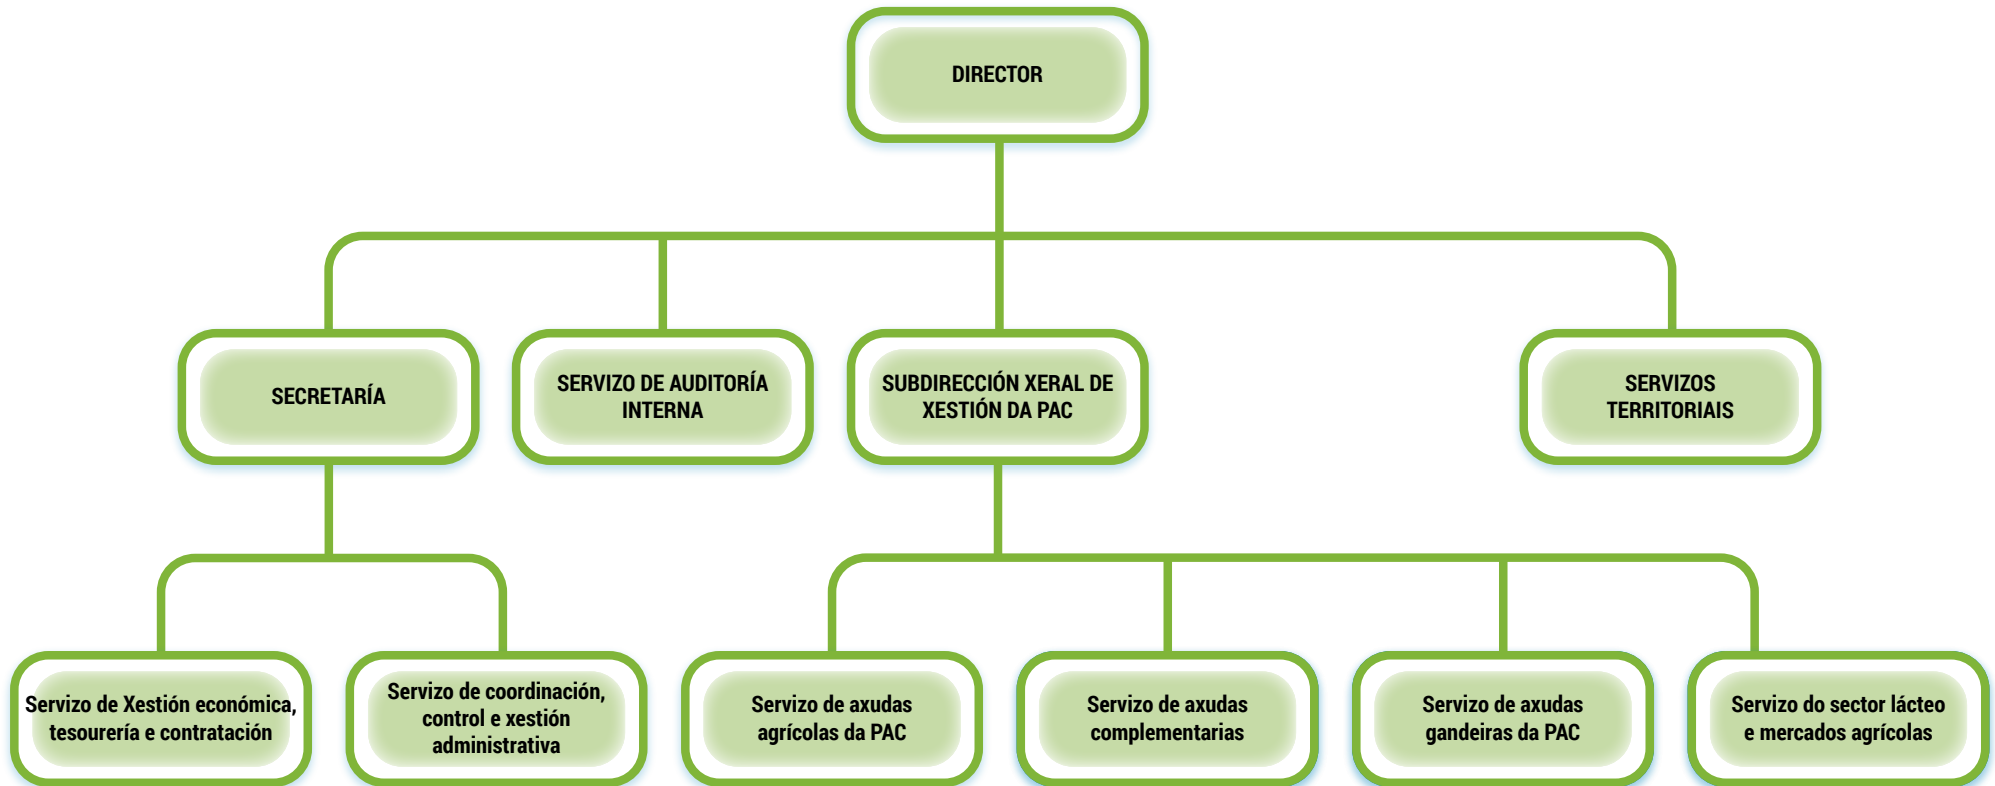 DIRECTOR
SECRETARÍA
SERVIZO DE AUDITORÍA
INTERNA
SUBDIRECCIÓN XERAL DE
XESTIÓN DA PAC
SERVIZOS
TERRITORIAIS
Servizo de Xestión económica,
tesourería e contratación
Servizo de coordinación,
control e xestión
administrativa
Servizo de axudas
agrícolas da PAC
Servizo de axudas
complementarias
Servizo de axudas
gandeiras da PAC
Servizo do sector lácteo
e mercados agrícolas